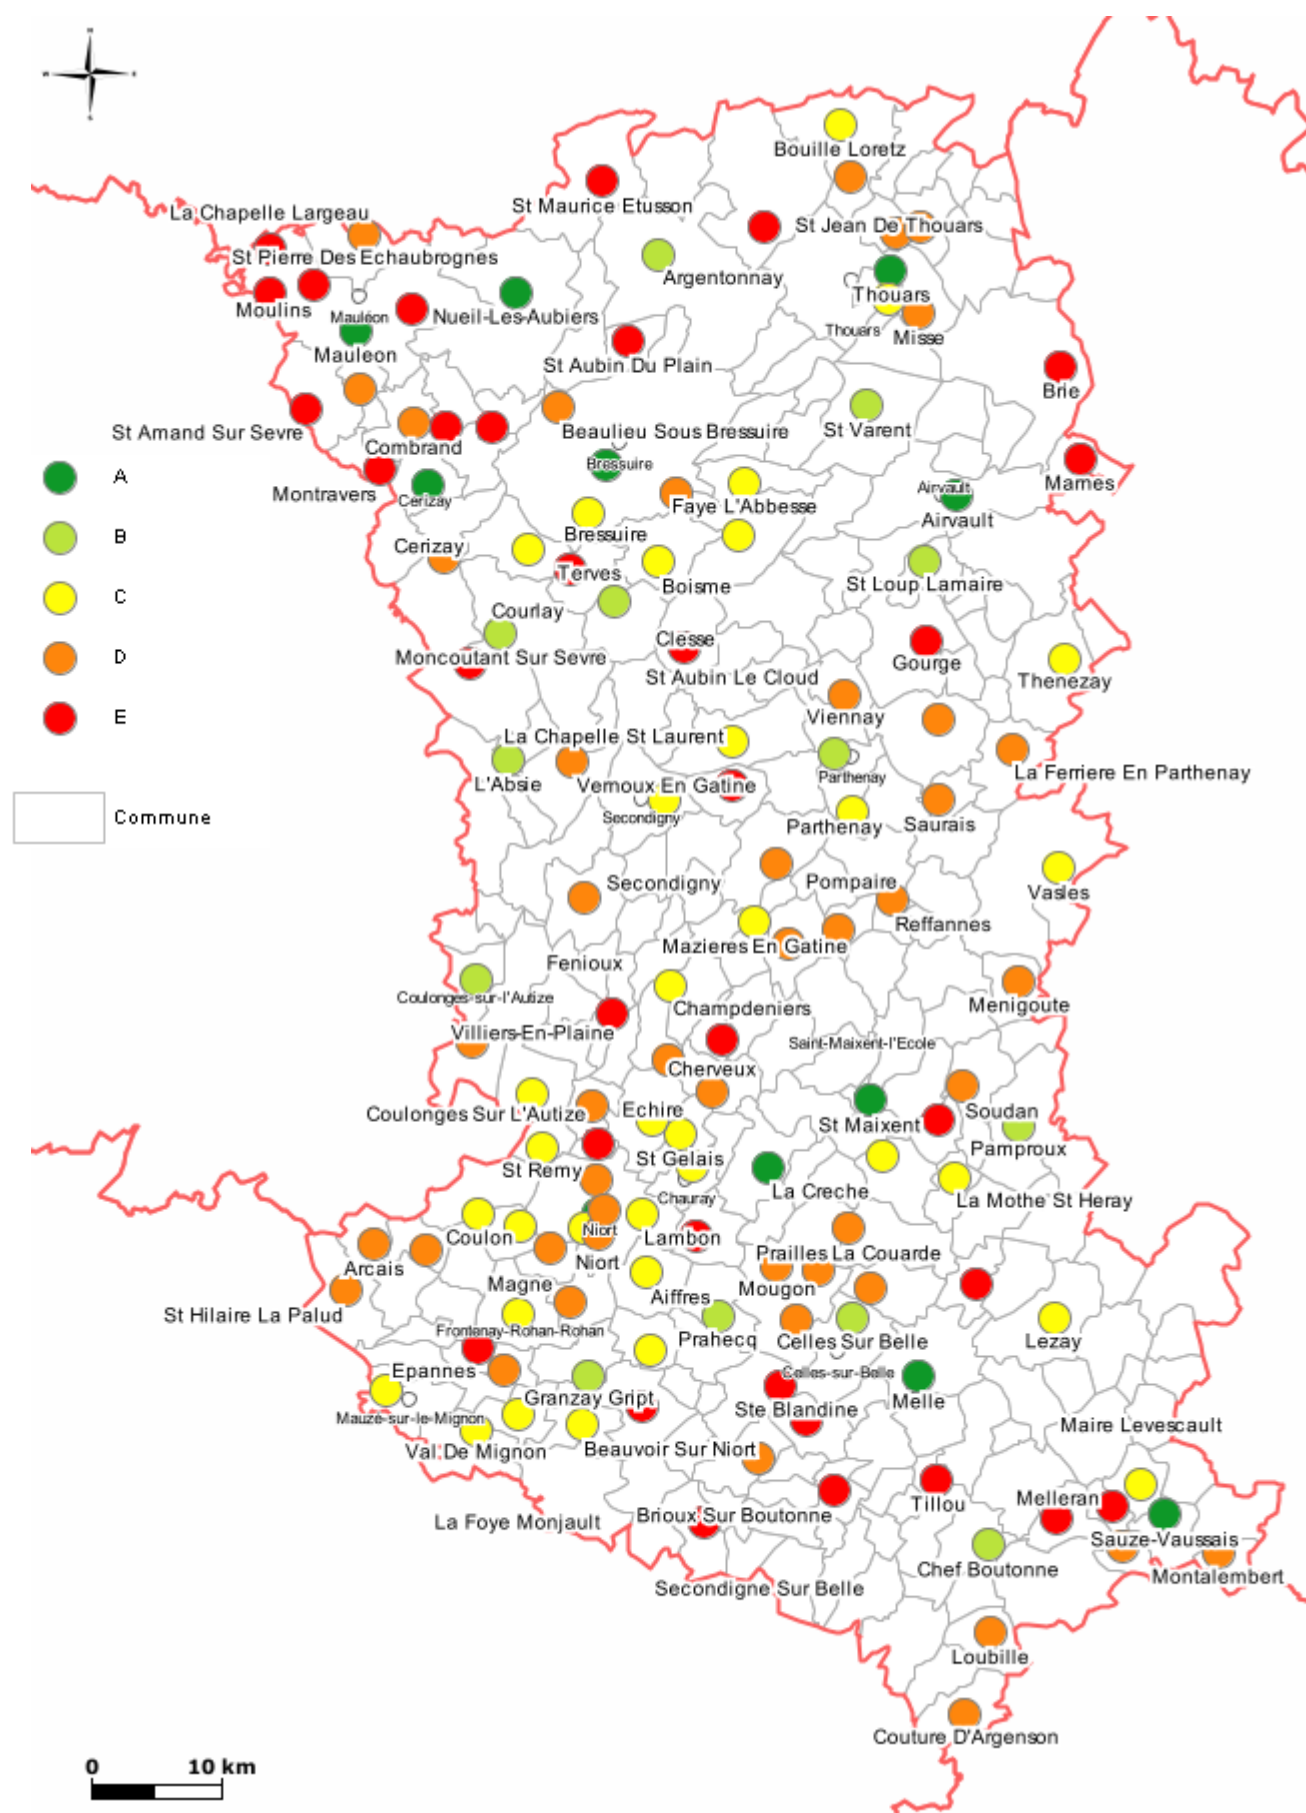 N
W
E
S
Bouille Loretz
St Maurice Etusson
La Chapelle Largeau
St Jean De Thouars
St Pierre Des Echaubrognes
Argentonnay
Thouars
Moulins
Mauléon
Nueil-Les-Aubiers
Thouars
Misse
Mauleon
St Aubin Du Plain
Brie
St Amand Sur Sevre
Beaulieu Sous Bressuire
St Varent
Combrand
Bressuire
A
Montravers
Cerizay
Mames
Airvault
Faye L'Abbesse
Airvault
B
Bressuire
Cerizay
Terves
Boisme
St Loup Lamaire
C
Courlay
Clesse
D
Moncoutant Sur Sevre
Gourge
St Aubin Le Cloud
Thenezay
E
Viennay
La Chapelle St Laurent
La Ferriere En Parthenay
Parthenay
L'Absie
Vernoux En Gatine
Commune
Secondigny
Parthenay
Saurais
Secondigny
Pompaire
Vasles
Reffannes
Mazieres En Gatine
Fenioux
Coulonges-sur-l'Autize
Champdeniers
Menigoute
Villiers-En-Plaine
Saint-Maixent-l'Ecole
Cherveux
Coulonges Sur L'Autize
Echire
Soudan
St Maixent
Pamproux
St Gelais
St Remy
La Creche
Chauray
La Mothe St Heray
Niort
Coulon
Lambon
Prailles La Couarde
Niort
Arcais
Magne
Aiffres
Mougon
St Hilaire La Palud
Frontenay-Rohan-Rohan
Prahecq
Celles Sur Belle
Lezay
Epannes
Celles-sur-Belle
Granzay Gript
Melle
Mauze-sur-le-Mignon
Ste Blandine
Maire Levescault
Val De Mignon
Beauvoir Sur Niort
Melleran
Tillou
La Foye Monjault
Brioux Sur Boutonne
Sauze-Vaussais
Chef Boutonne
Montalembert
Secondigne Sur Belle
Loubille
Couture D'Argenson
0 10 km